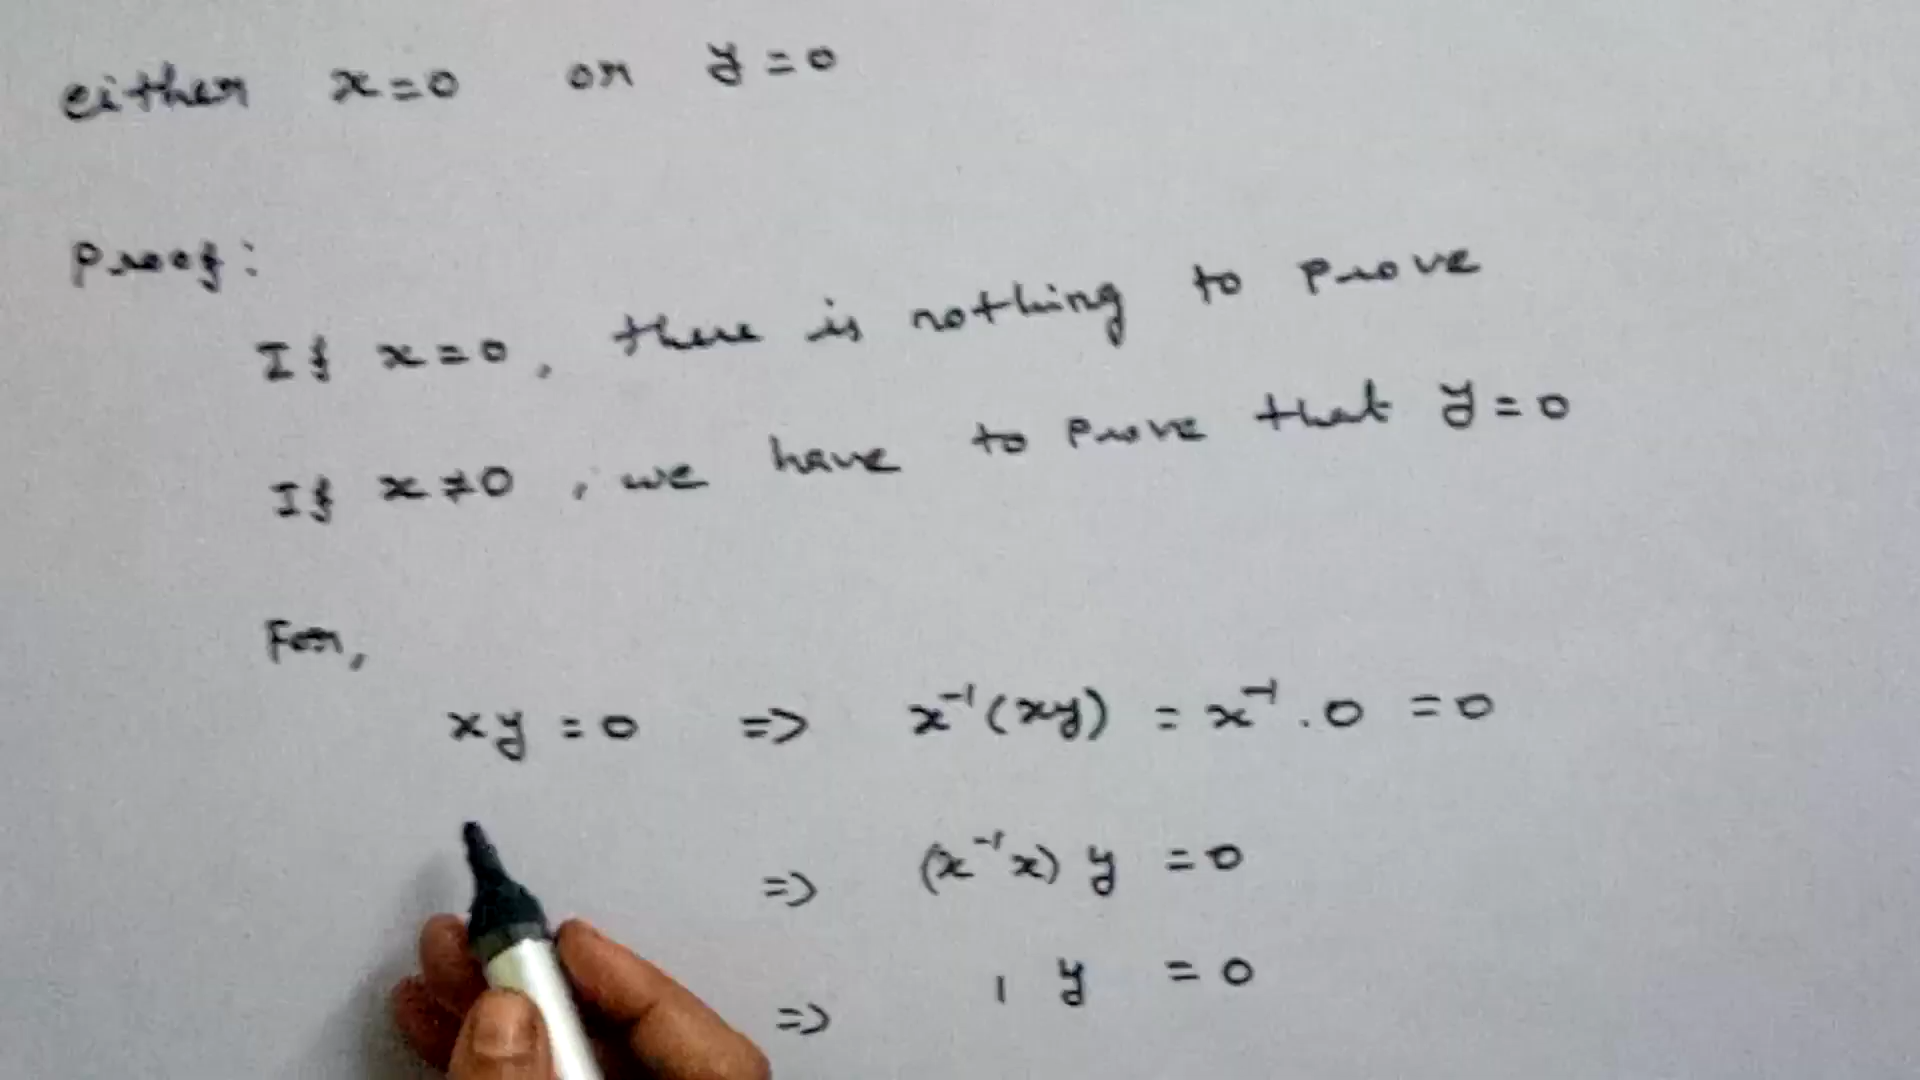 either x=0 or y=0
Proof:
If x=0, there is nothing to prove
If x≠0, we have to prove that y=0
For,
xy=0 => x⁻¹(xy) = x⁻¹.0 =0
=> (x⁻¹x) y =0
=> 1 y =0